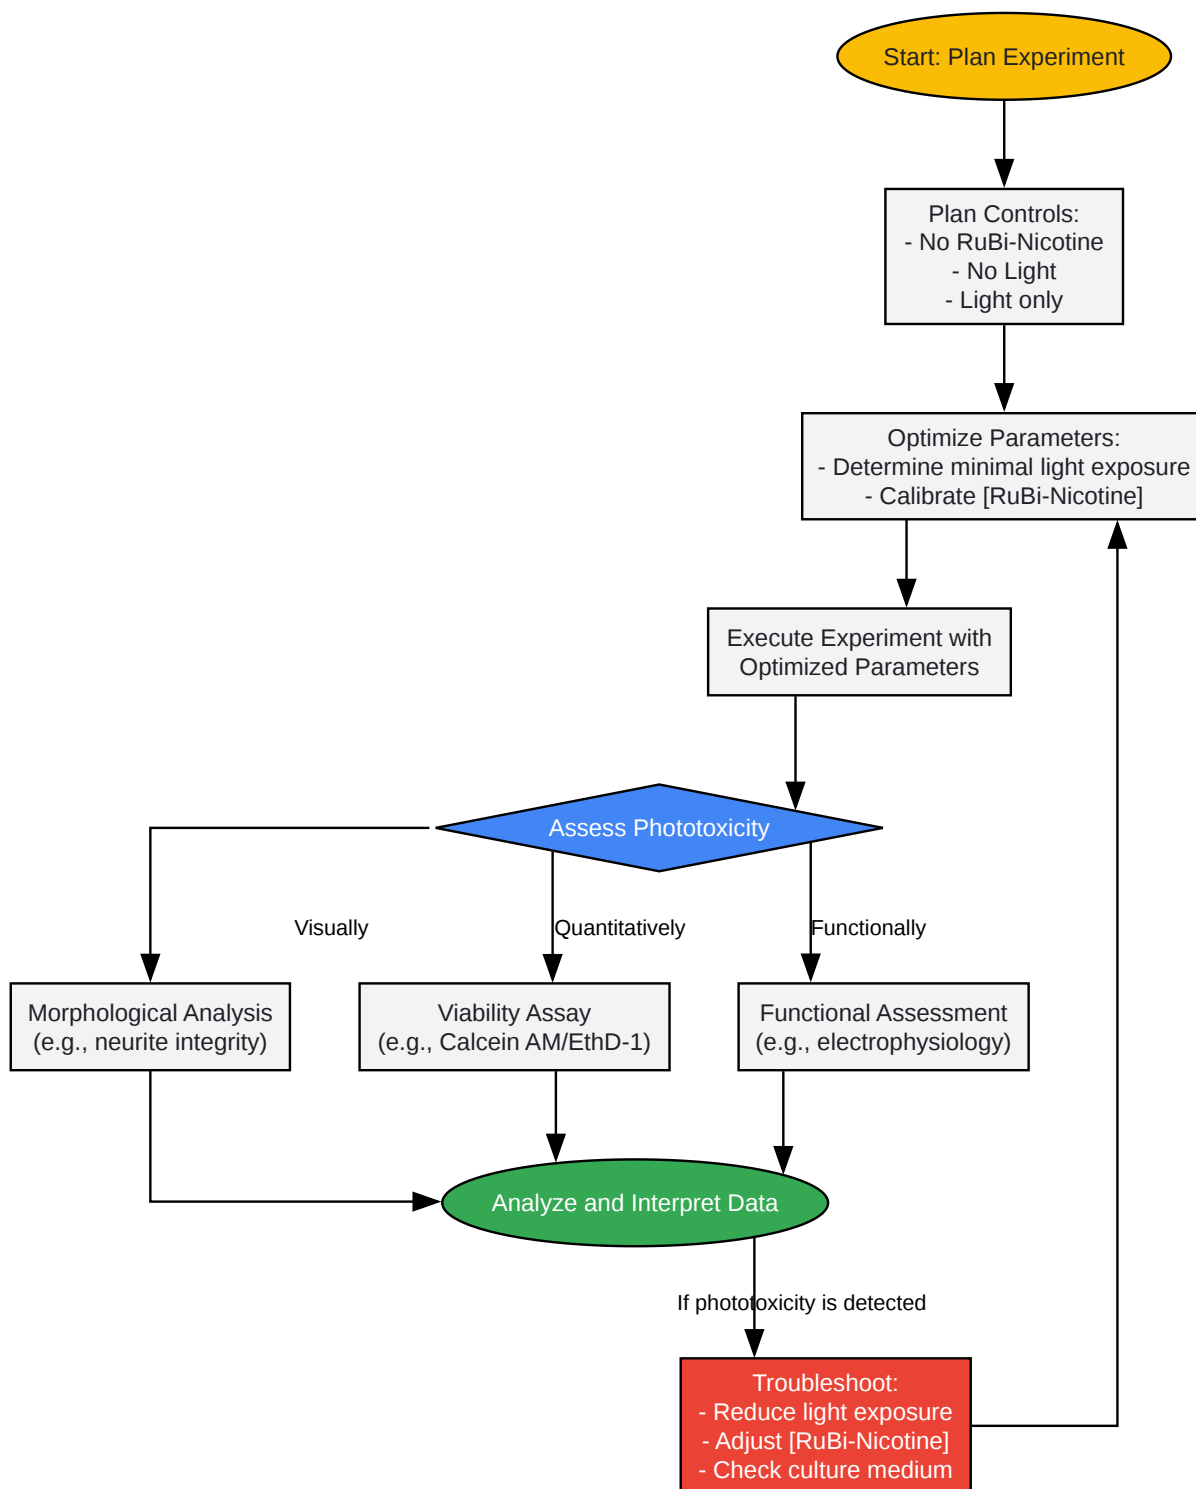 Start: Plan Experiment
Plan Controls:
- No RuBi-Nicotine
- No Light
- Light only
Optimize Parameters:
- Determine minimal light exposure
- Calibrate [RuBi-Nicotine]
Execute Experiment with
Optimized Parameters
Assess Phototoxicity
Visually
Quantitatively
Functionally
Morphological Analysis
(e.g., neurite integrity)
Viability Assay
(e.g., Calcein AM/EthD-1)
Functional Assessment
(e.g., electrophysiology)
Analyze and Interpret Data
If phototoxicity is detected
Troubleshoot:
- Reduce light exposure
- Adjust [RuBi-Nicotine]
- Check culture medium